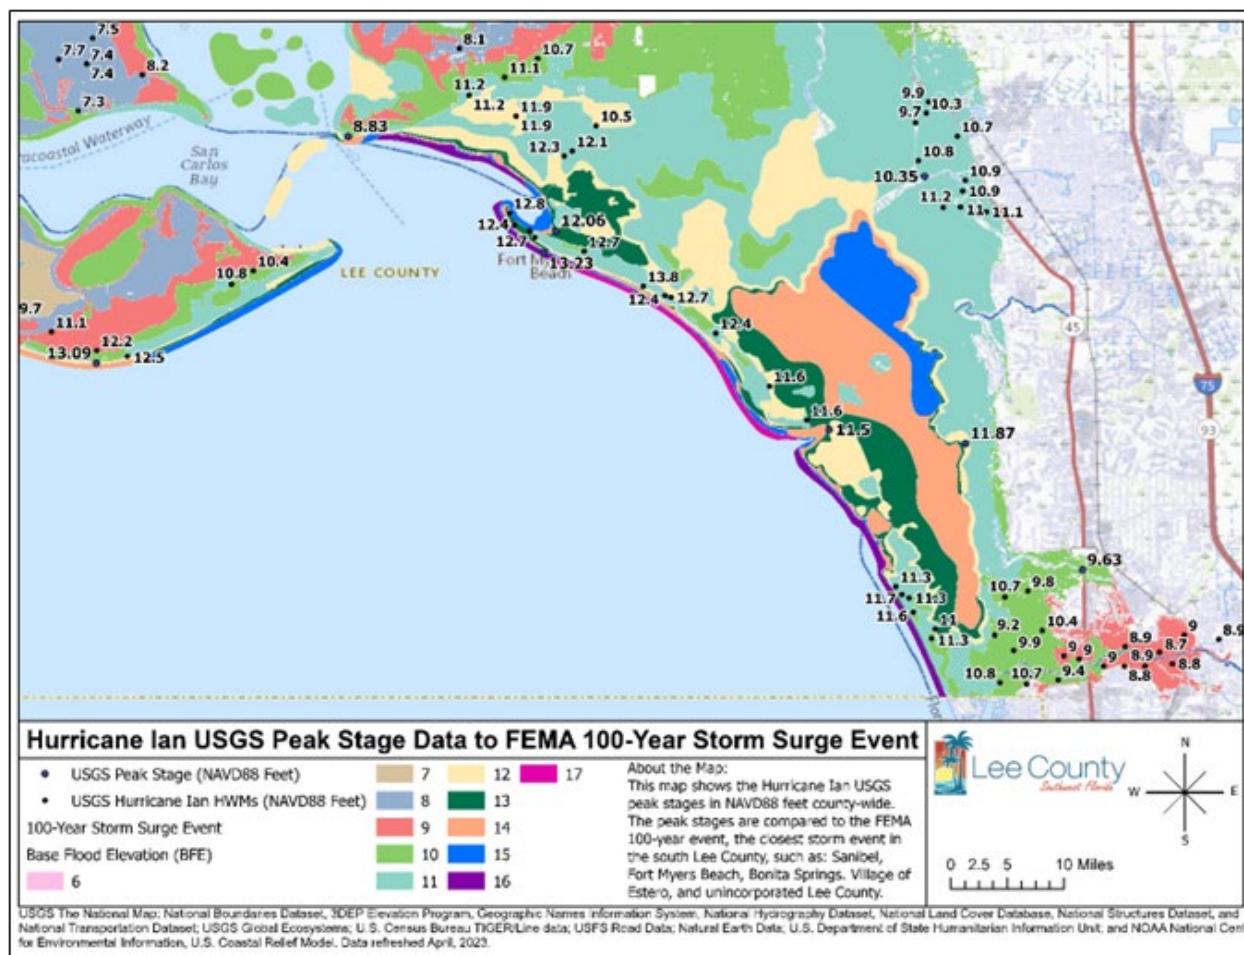 7.5
7.7
7.4
7.4
8.2
7.3
8.1
10.7
11.1
11.2
11.2
11.9
11.9
10.5
12.3
12.1
8.83
9.9
10.3
9.7
10.7
10.8
10.35
10.9
10.9
11.2
11
11.1
acoastal Waterway
San
Carlos
Bay
12.8
12.4
12.06
12.7
12.7
Fort My
Beach
13.23
10.4
10.8
LEE COUNTY
13.8
12.4
12.7
9.7
11.1
12.2
13.09
12.5
12.4
45
75
93
11.6
11.6
11.5
11.87
9.63
11.3
11.7
11.3
11.6
11
11.3
10.7
9.8
9.2
10.4
9.9
9
9
9
8.9
8.9
8.7
9
8.9
8.8
8.8
10.8
10.7
9.4
Flo
Hurricane Ian USGS Peak Stage Data to FEMA 100-Year Storm Surge Event
USGS Peak Stage (NAVD88 Feet)
USGS Hurricane Ian HWMs (NAVD88 Feet)
100-Year Storm Surge Event
Base Flood Elevation (BFE)
6
7
8
9
10
11
12
13
14
15
16
17
About the Map:
This map shows the Hurricane Ian USGS
peak stages in NAVD88 feet county-wide.
The peak stages are compared to the FEMA
100-year event, the closest storm event in
the south Lee County, such as: Sanibel,
Fort Myers Beach, Bonita Springs. Village of
Estero, and unincorporated Lee County.
Lee County
Southwest Florida
N
W
E
S
0 2.5 5 10 Miles
USGS The National Map: National Boundaries Dataset, 3DEP Elevation Program, Geographic Names Information System, National Hydrography Dataset, National Land Cover Database, National Structures Dataset, and
National Transportation Dataset; USGS Global Ecosystems; U.S. Census Bureau TIGER/Line data; USFS Road Data; Natural Earth Data; U.S. Department of State Humanitarian Information Unit; and NOAA National Cen
for Environmental Information, U.S. Coastal Relief Model. Data refreshed April, 2023.